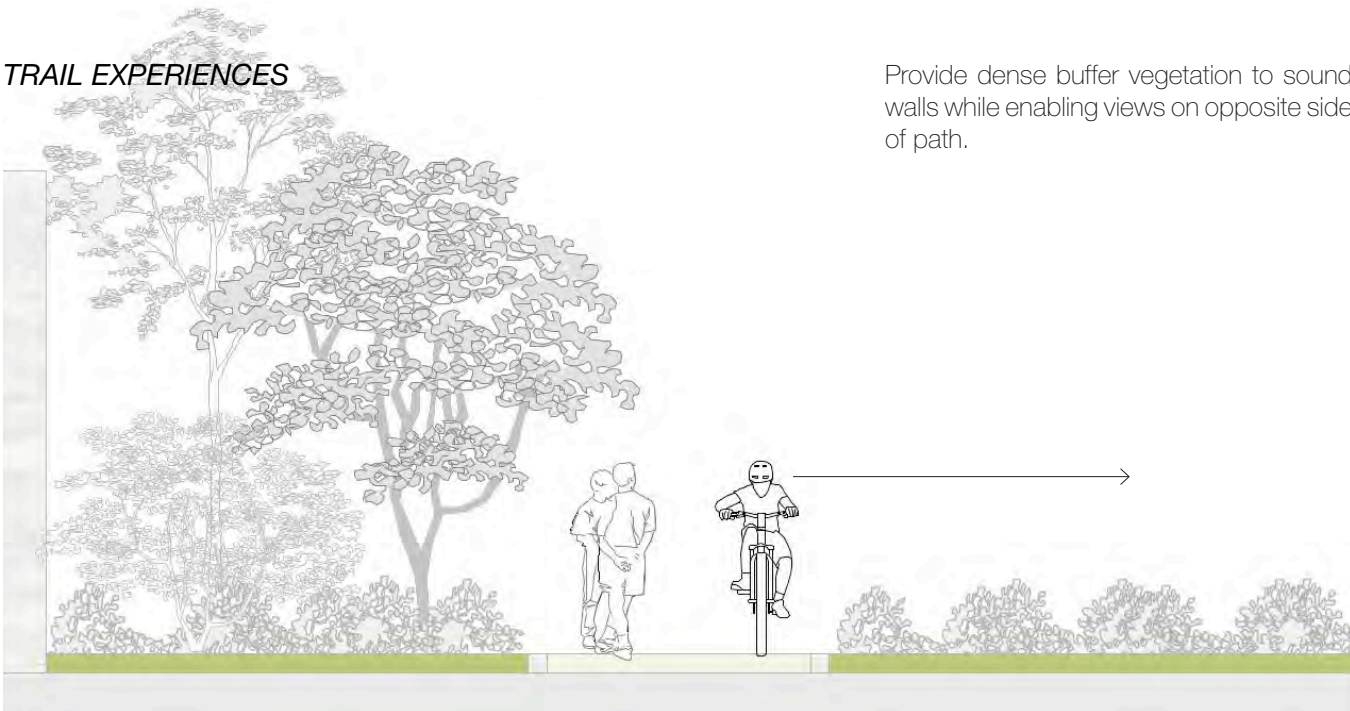 TRAIL EXPERIENCES
Provide dense buffer vegetation to sound
walls while enabling views on opposite side
of path.